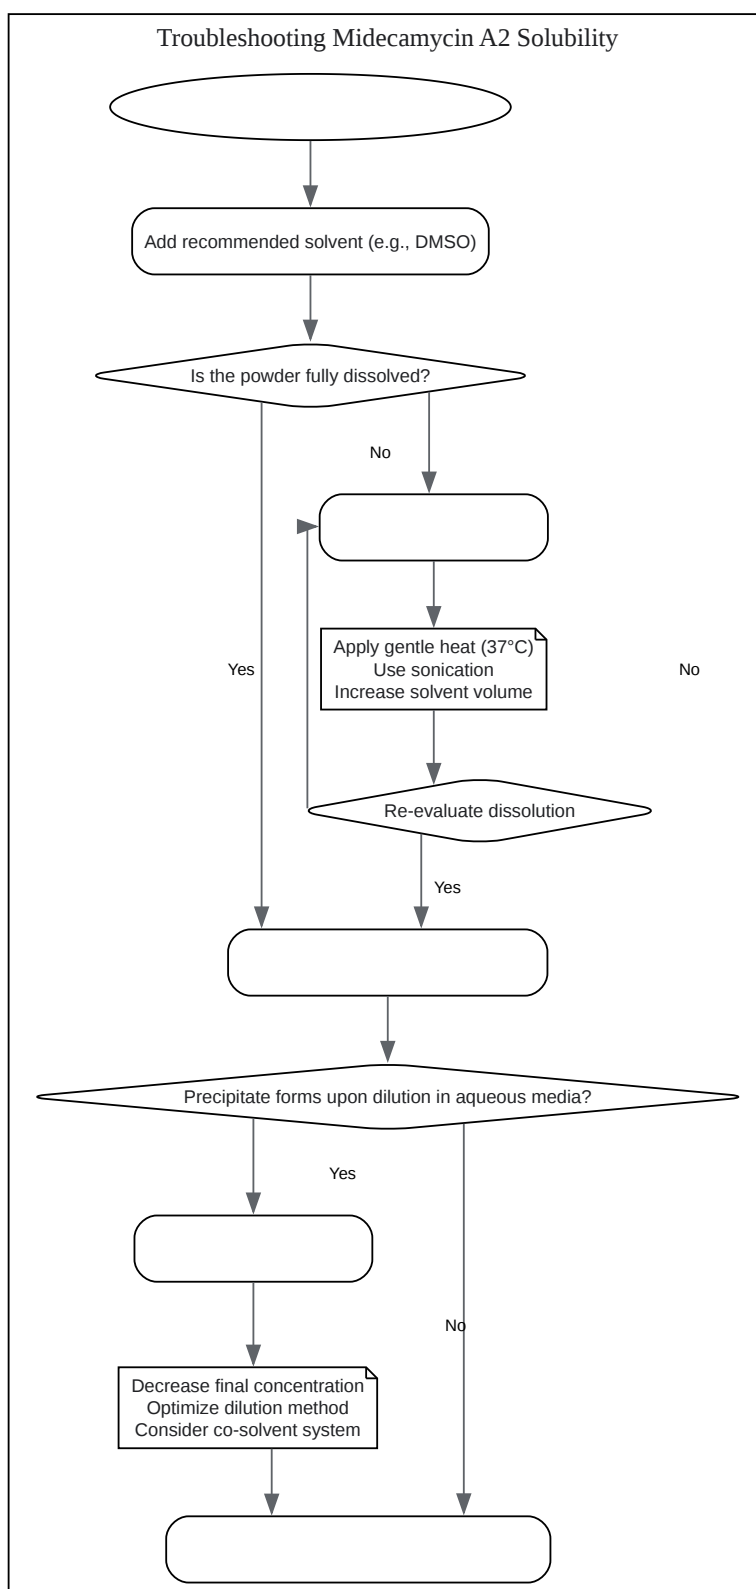 Troubleshooting Midecamycin A2 Solubility
Add recommended solvent (e.g., DMSO)
Is the powder fully dissolved?
No
Apply gentle heat (37°C)
Use sonication
Increase solvent volume
Yes
No
Re-evaluate dissolution
Yes
Precipitate forms upon dilution in aqueous media?
Yes
No
Decrease final concentration
Optimize dilution method
Consider co-solvent system